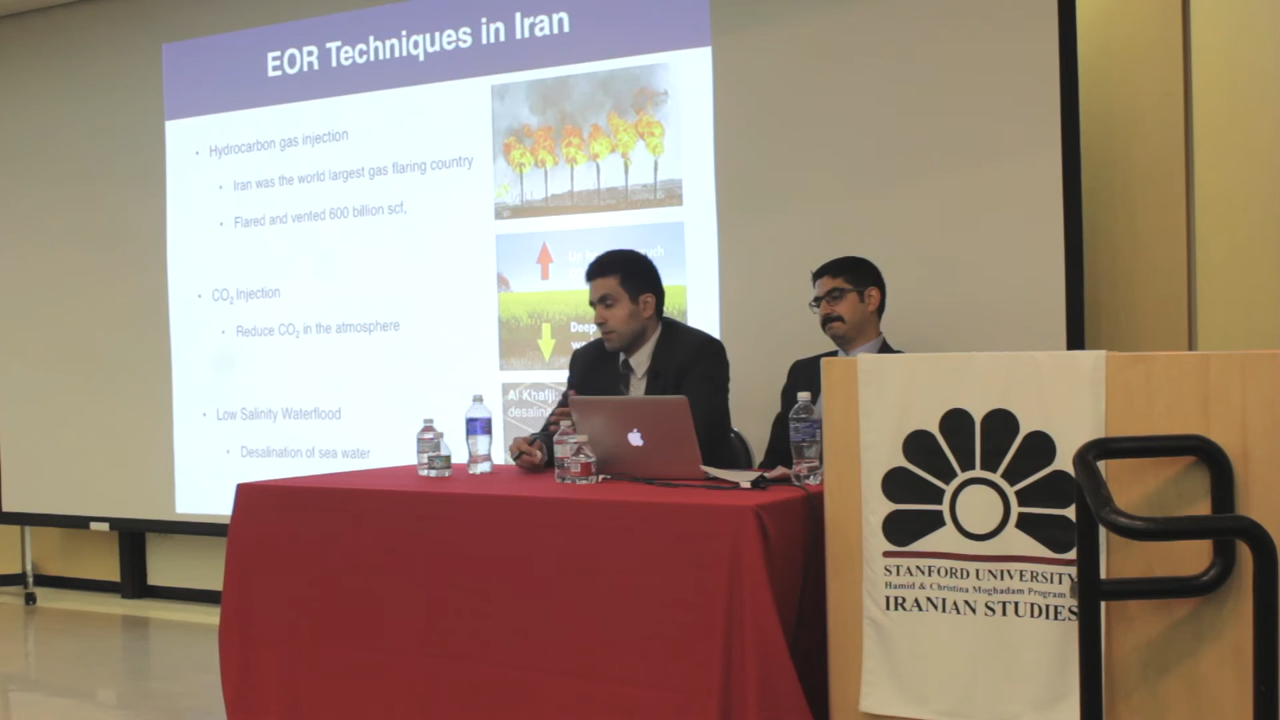 EOR Techniques in Iran
Hydrocarbon gas injection
Iran was the world largest gas flaring country
Flared and vented 600 billion scf,
CO₂ Injection
Reduce CO₂ in the atmosphere
Low Salinity Waterflood
Desalination of sea water
Up
Deep
Al Khafji:
STANFORD UNIVERSITY
Hamid & Christina Moghadam Program
IRANIAN STUDIES